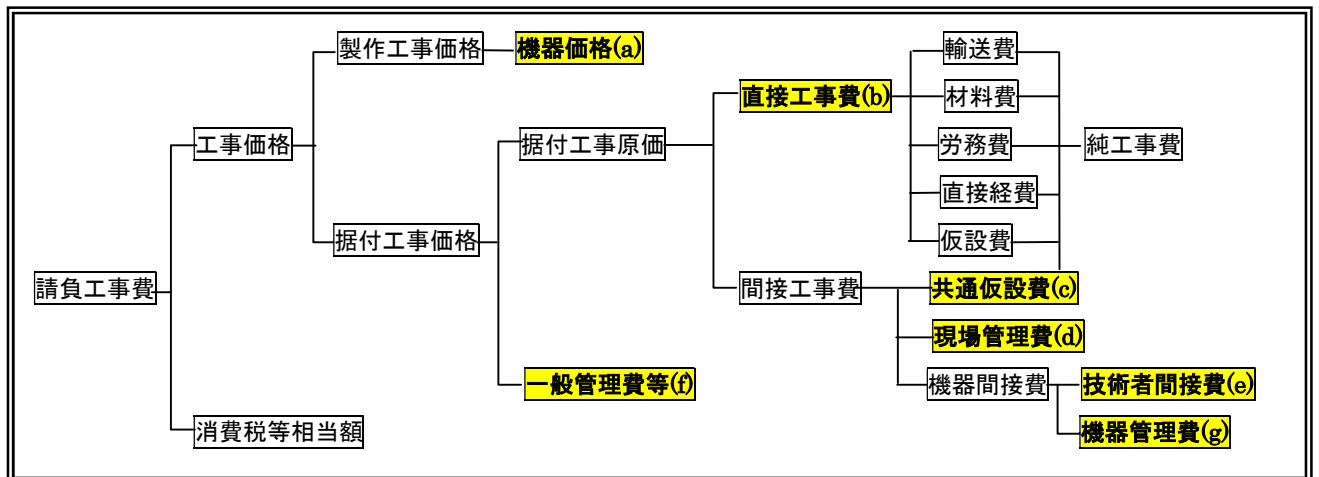 製作工事価格
機器価格(a)
輸送費
直接工事費(b)
材料費
工事価格
据付工事原価
労務費
純工事費
直接経費
据付工事価格
仮設費
請負工事費
間接工事費
共通仮設費(c)
現場管理費(d)
一般管理費等(f)
機器間接費
技術者間接費(e)
消費税等相当額
機器管理費(g)